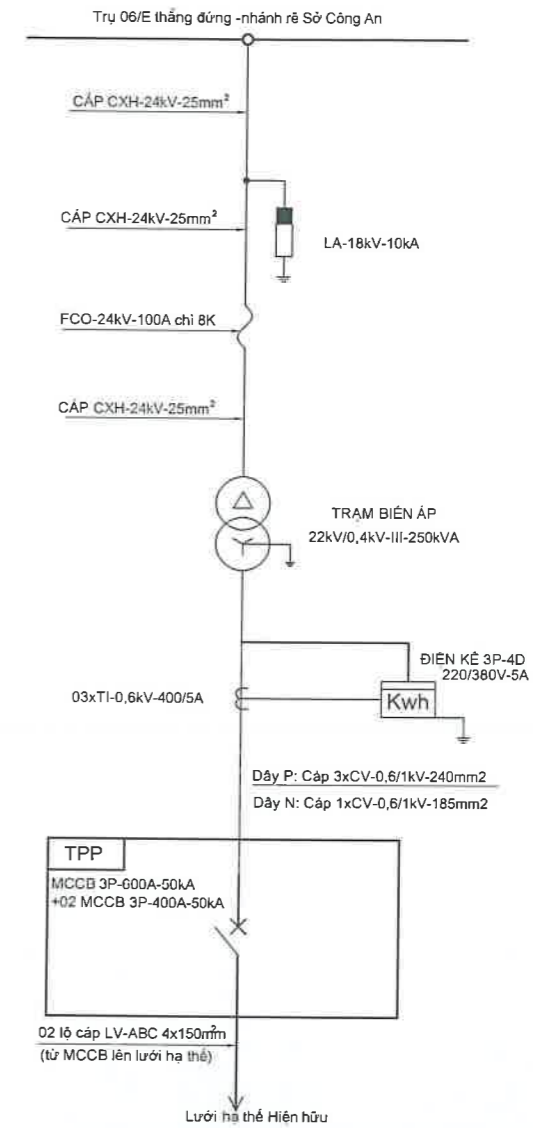 Trụ 06/E thẳng đứng -nhánh rẽ Sở Công An
CÁP CXH-24kV-25mm²
CÁP CXH-24kV-25mm²
LA-18kV-10kA
FCO-24kV-100A chì 8K
CÁP CXH-24kV-25mm²
TRẠM BIẾN ÁP
22kV/0,4kV-III-250kVA
ĐIỆN KẾ 3P-4D
220/380V-5A
03xTI-0,6kV-400/5A
Kwh
Dây P: Cáp 3xCV-0,6/1kV-240mm2
Dây N: Cáp 1xCV-0,6/1kV-185mm2
TPP
MCCB 3P-600A-50kA
+02 MCCB 3P-400A-50kA
02 lộ cáp LV-ABC 4x150mm²
(từ MCCB lên lưới hạ thế)
Lưới hạ thế Hiện hữu